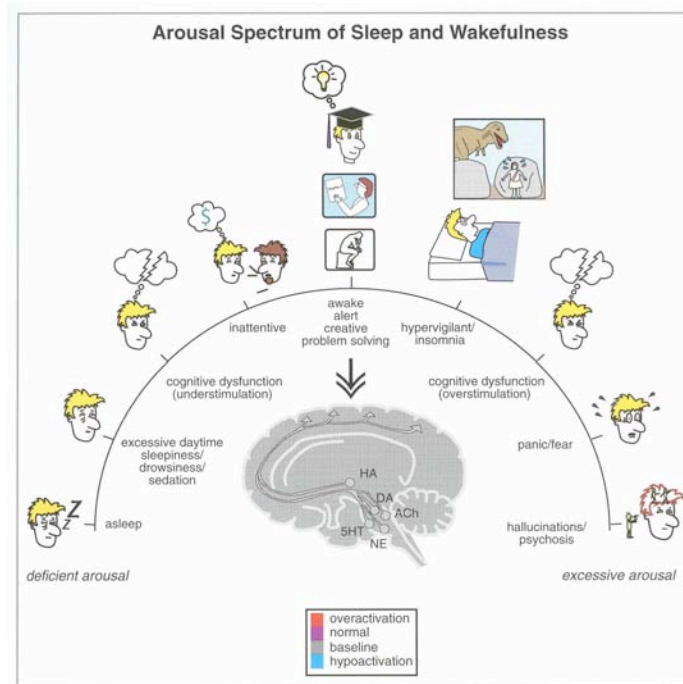 Arousal Spectrum of Sleep and Wakefulness
$
inattentive
awake
alert
creative
problem solving
hypervigilant/
insomnia
cognitive dysfunction
(understimulation)
cognitive dysfunction
(overstimulation)
excessive daytime
sleepiness/
drowsiness/
sedation
panic/fear
HA
DA
ACh
5HT
NE
Z
z
z
asleep
hallucinations/
psychosis
deficient arousal
excessive arousal
overactivation
normal
baseline
hypoactivation